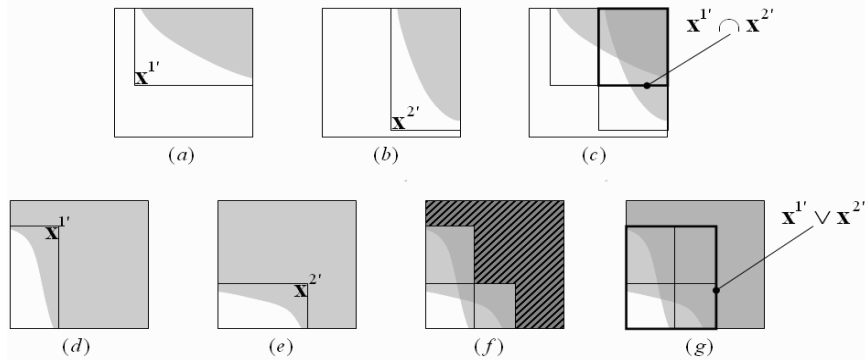 x1'
x2'
x1' ∩ x2'
(a)
(b)
(c)
x1'
x2'
x1' ∨ x2'
(d)
(e)
(f)
(g)